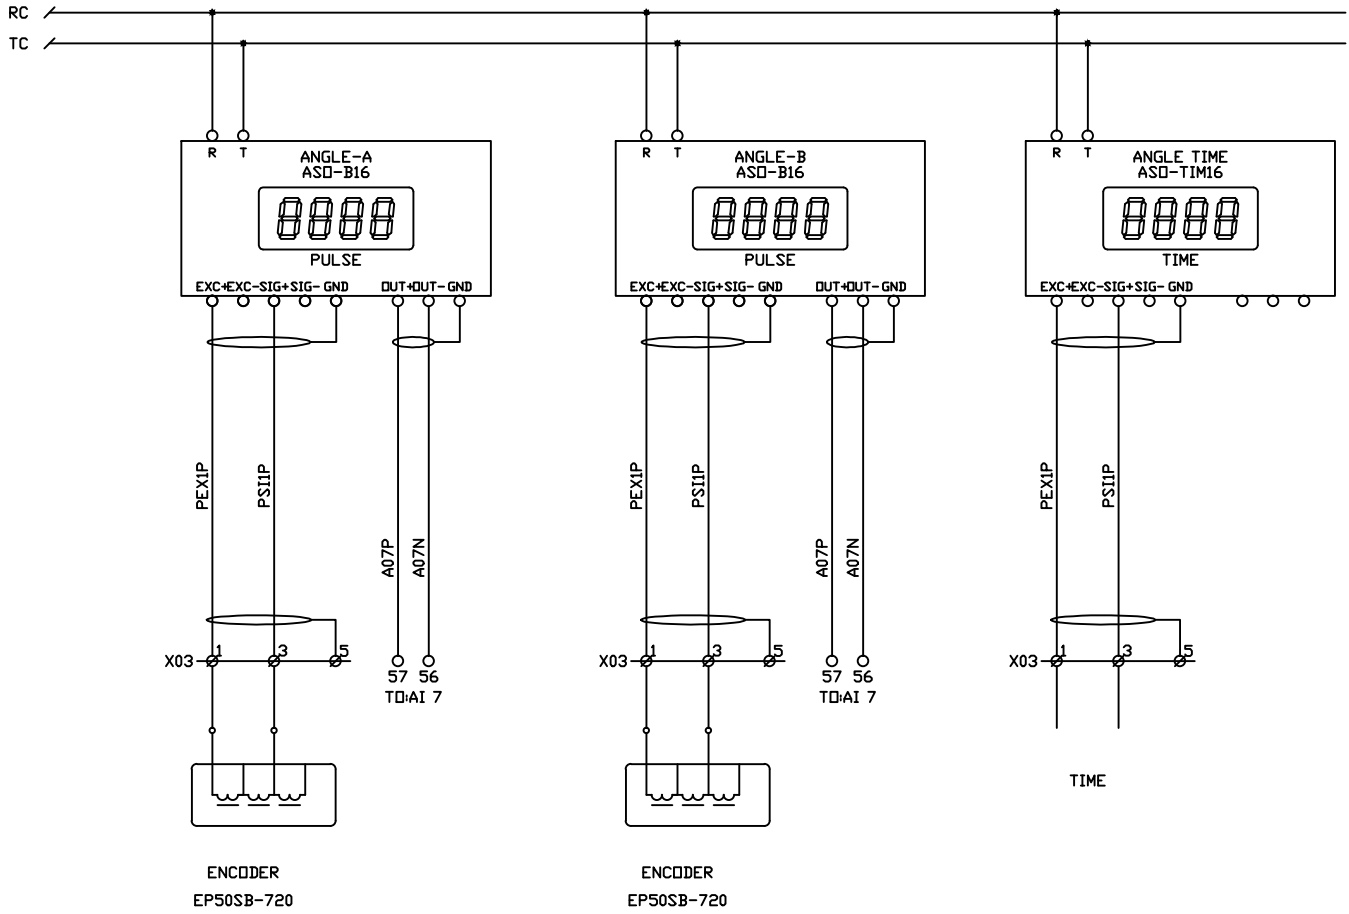 RC
TC
R T
ANGLE-A
ASO-B16
PULSE
EXC+EXC-SIG+SIG- GND OUT+OUT-GND
PEX1P
PSI1P
A07P
A07N
X03 1 3 5
57 56
TO:AI 7
ENCODER
EP50SB-720
R T
ANGLE-B
ASO-B16
PULSE
EXC+EXC-SIG+SIG- GND OUT+OUT-GND
PEX1P
PSI1P
A07P
A07N
X03 1 3 5
57 56
TO:AI 7
ENCODER
EP50SB-720
R T
ANGLE TIME
ASO-TIM16
TIME
EXC+EXC-SIG+SIG- GND
PEX1P
PSI1P
X03 1 3 5
TIME